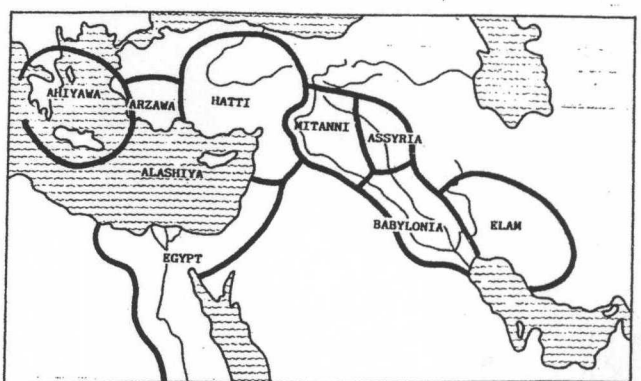 AHIYAWA
ARZAWA
HATTI
MITANNI
ASSYRIA
ALASHIYA
BABYLONIA
ELAM
EGYPT